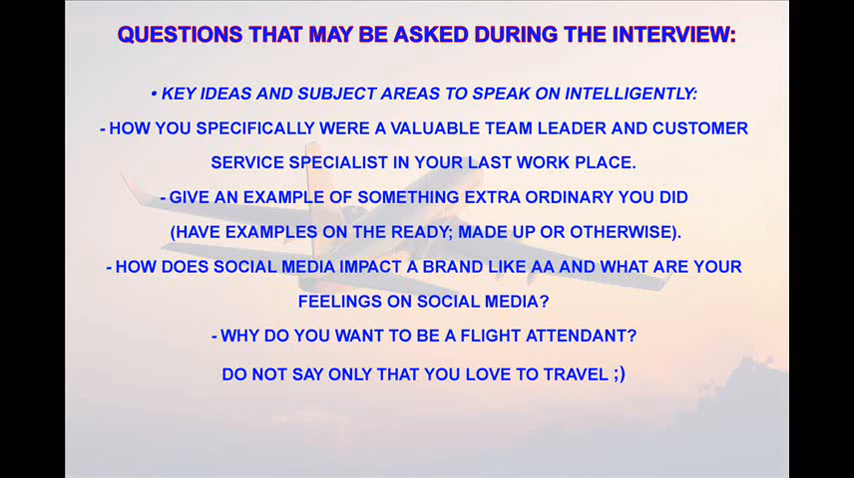 QUESTIONS THAT MAY BE ASKED DURING THE INTERVIEW:
• KEY IDEAS AND SUBJECT AREAS TO SPEAK ON INTELLIGENTLY:
- HOW YOU SPECIFICALLY WERE A VALUABLE TEAM LEADER AND CUSTOMER
SERVICE SPECIALIST IN YOUR LAST WORK PLACE.
- GIVE AN EXAMPLE OF SOMETHING EXTRA ORDINARY YOU DID
(HAVE EXAMPLES ON THE READY; MADE UP OR OTHERWISE).
- HOW DOES SOCIAL MEDIA IMPACT A BRAND LIKE AA AND WHAT ARE YOUR
FEELINGS ON SOCIAL MEDIA?
- WHY DO YOU WANT TO BE A FLIGHT ATTENDANT?
DO NOT SAY ONLY THAT YOU LOVE TO TRAVEL ;)